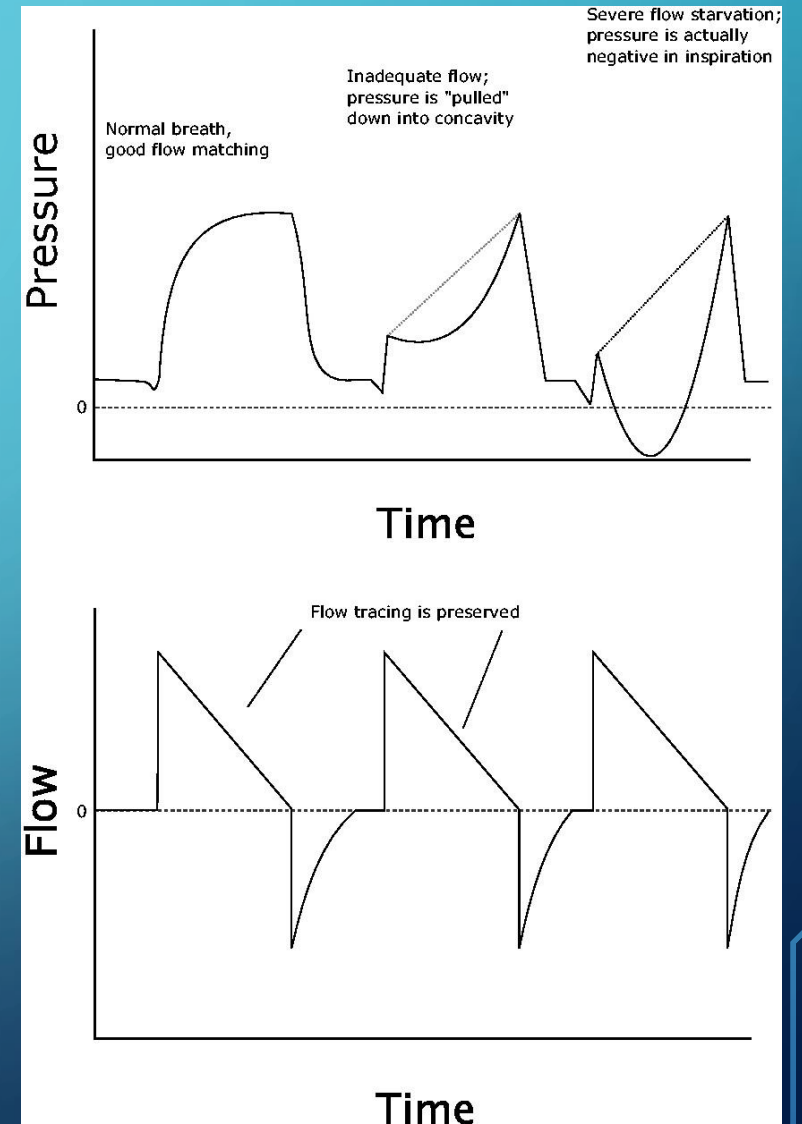 Severe flow starvation;
pressure is actually
negative in inspiration
Inadequate flow;
pressure is "pulled"
down into concavity
Normal breath,
good flow matching
Pressure
0
Time
Flow tracing is preserved
Flow
0
Time